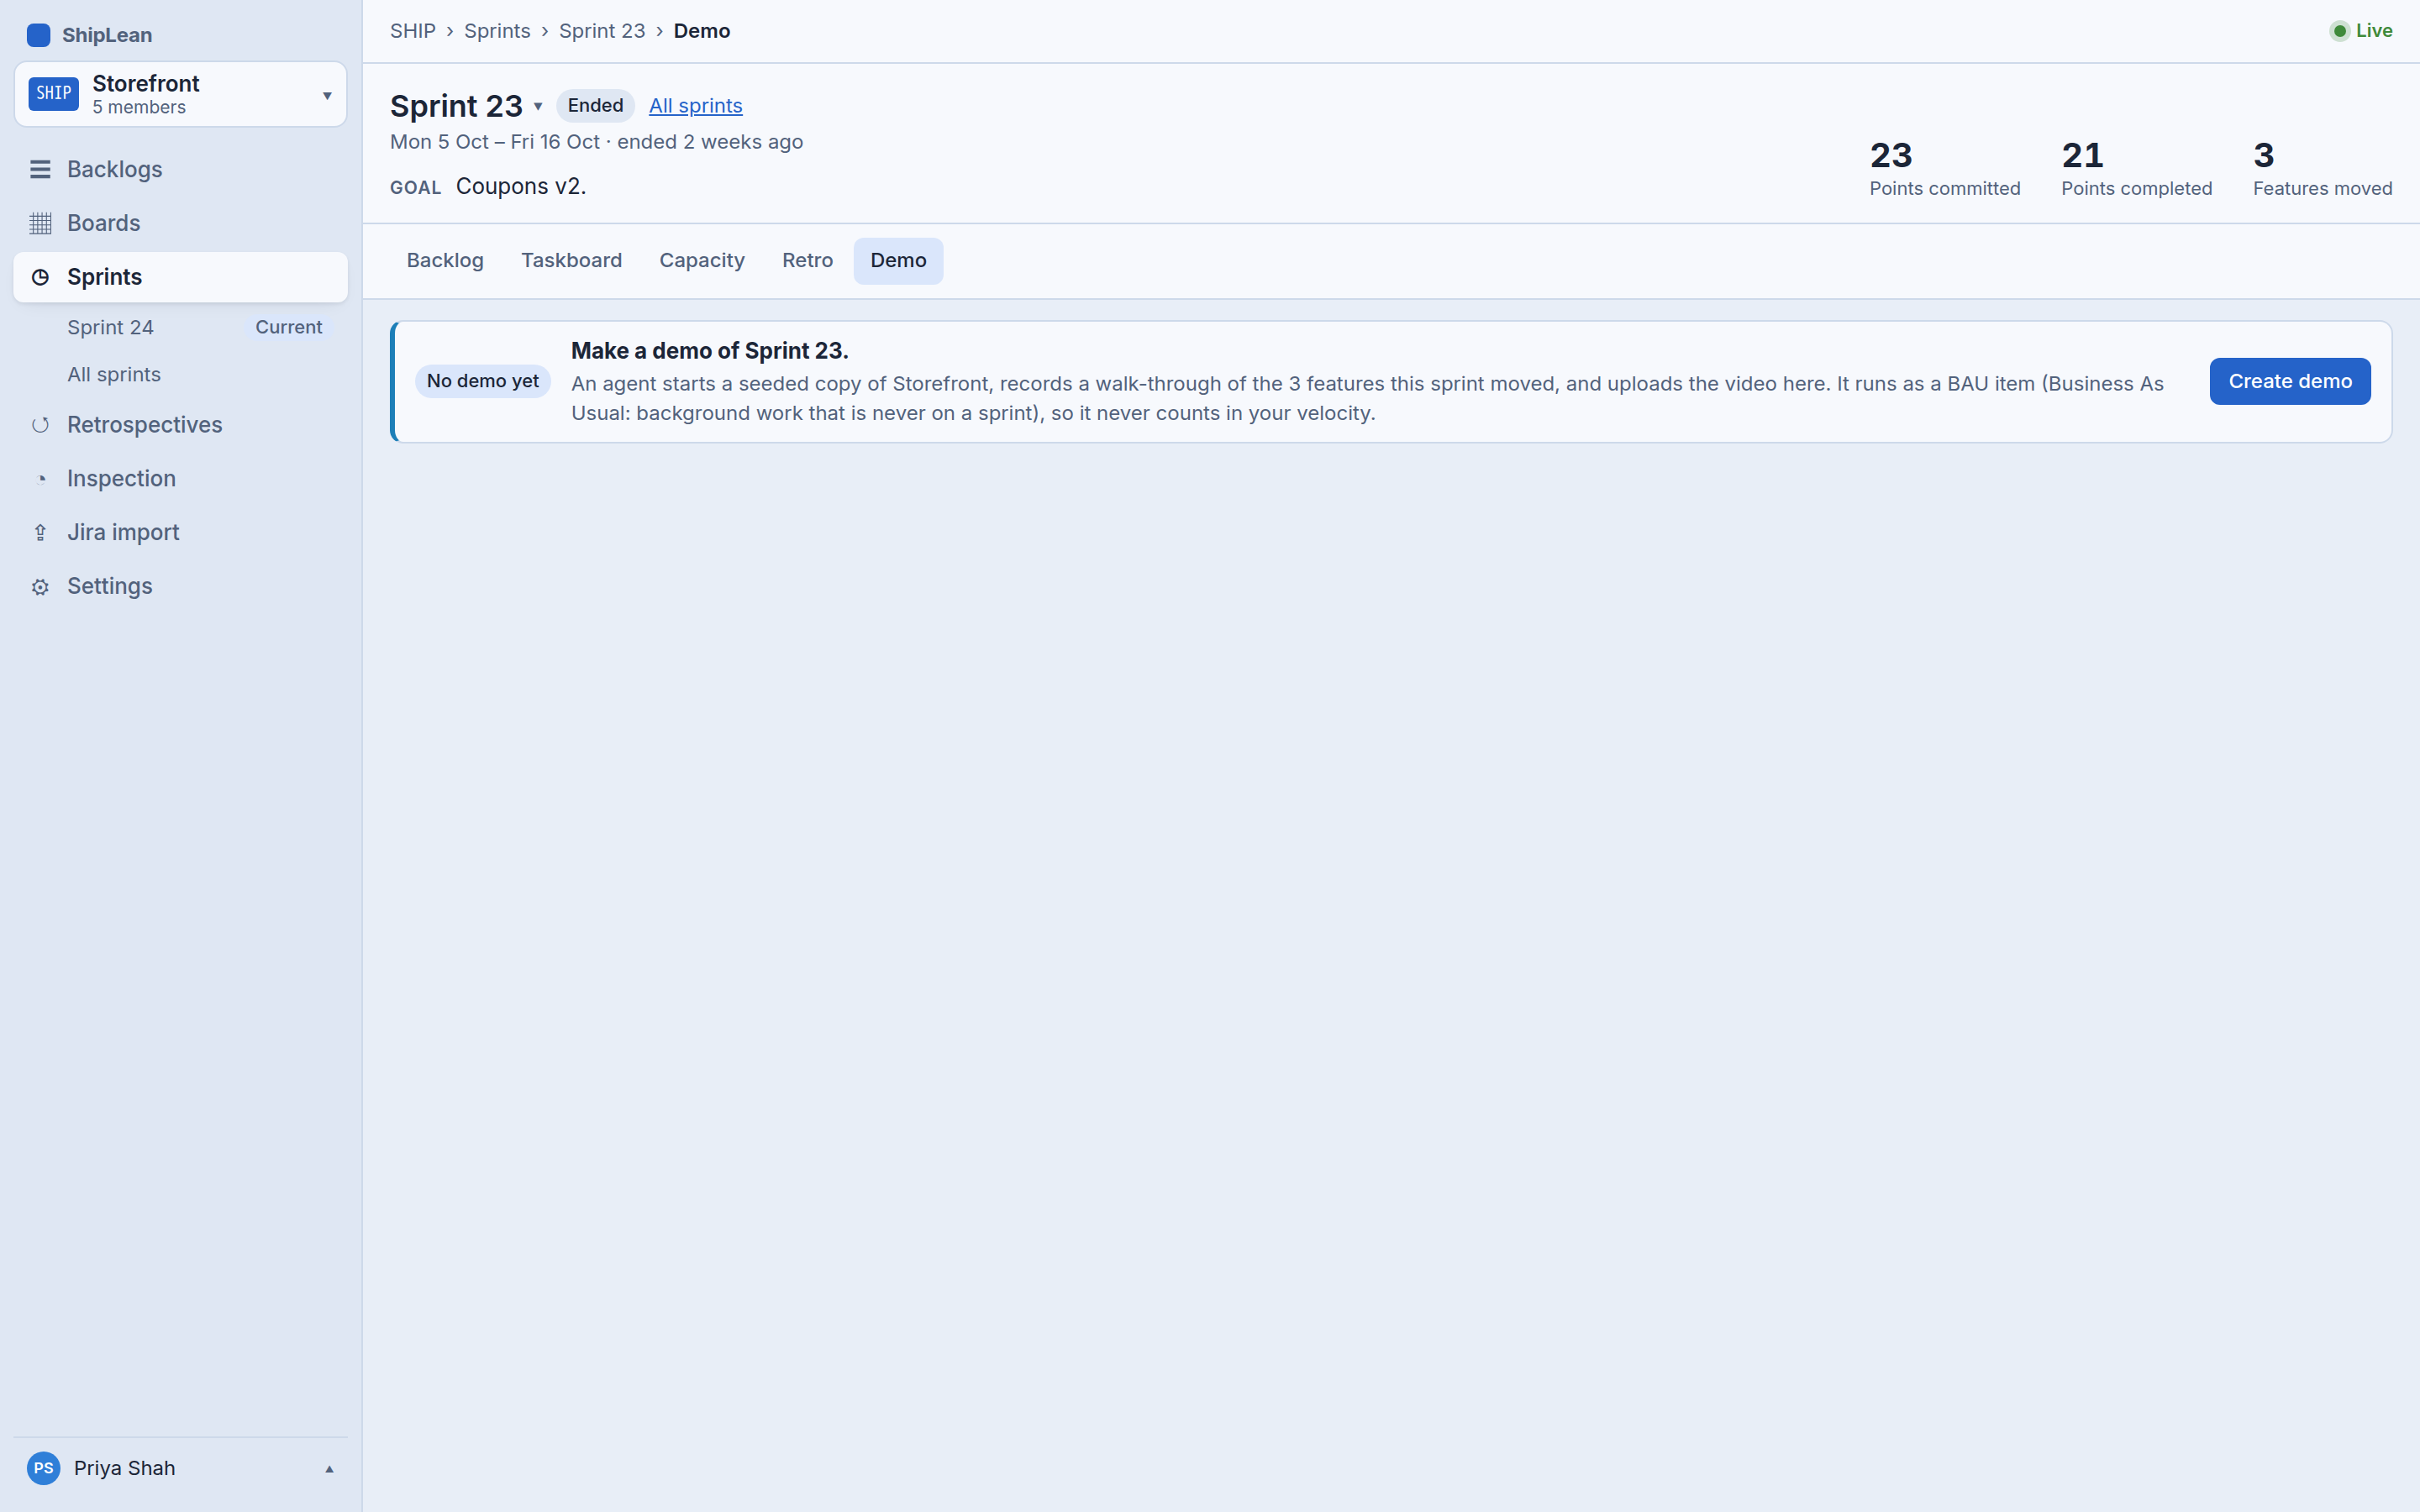 ShipLean
SHIP
Storefront
5 members
Backlogs
Boards
Sprints
Sprint 24
Current
All sprints
Retrospectives
Inspection
Jira import
Settings
PS
Priya Shah
SHIP › Sprints › Sprint 23 › Demo
Live
Sprint 23
Ended
All sprints
Mon 5 Oct – Fri 16 Oct · ended 2 weeks ago
GOAL Coupons v2.
23
Points committed
21
Points completed
3
Features moved
Backlog
Taskboard
Capacity
Retro
Demo
No demo yet
Make a demo of Sprint 23.
An agent starts a seeded copy of Storefront, records a walk-through of the 3 features this sprint moved, and uploads the video here. It runs as a BAU item (Business As
Usual: background work that is never on a sprint), so it never counts in your velocity.
Create demo